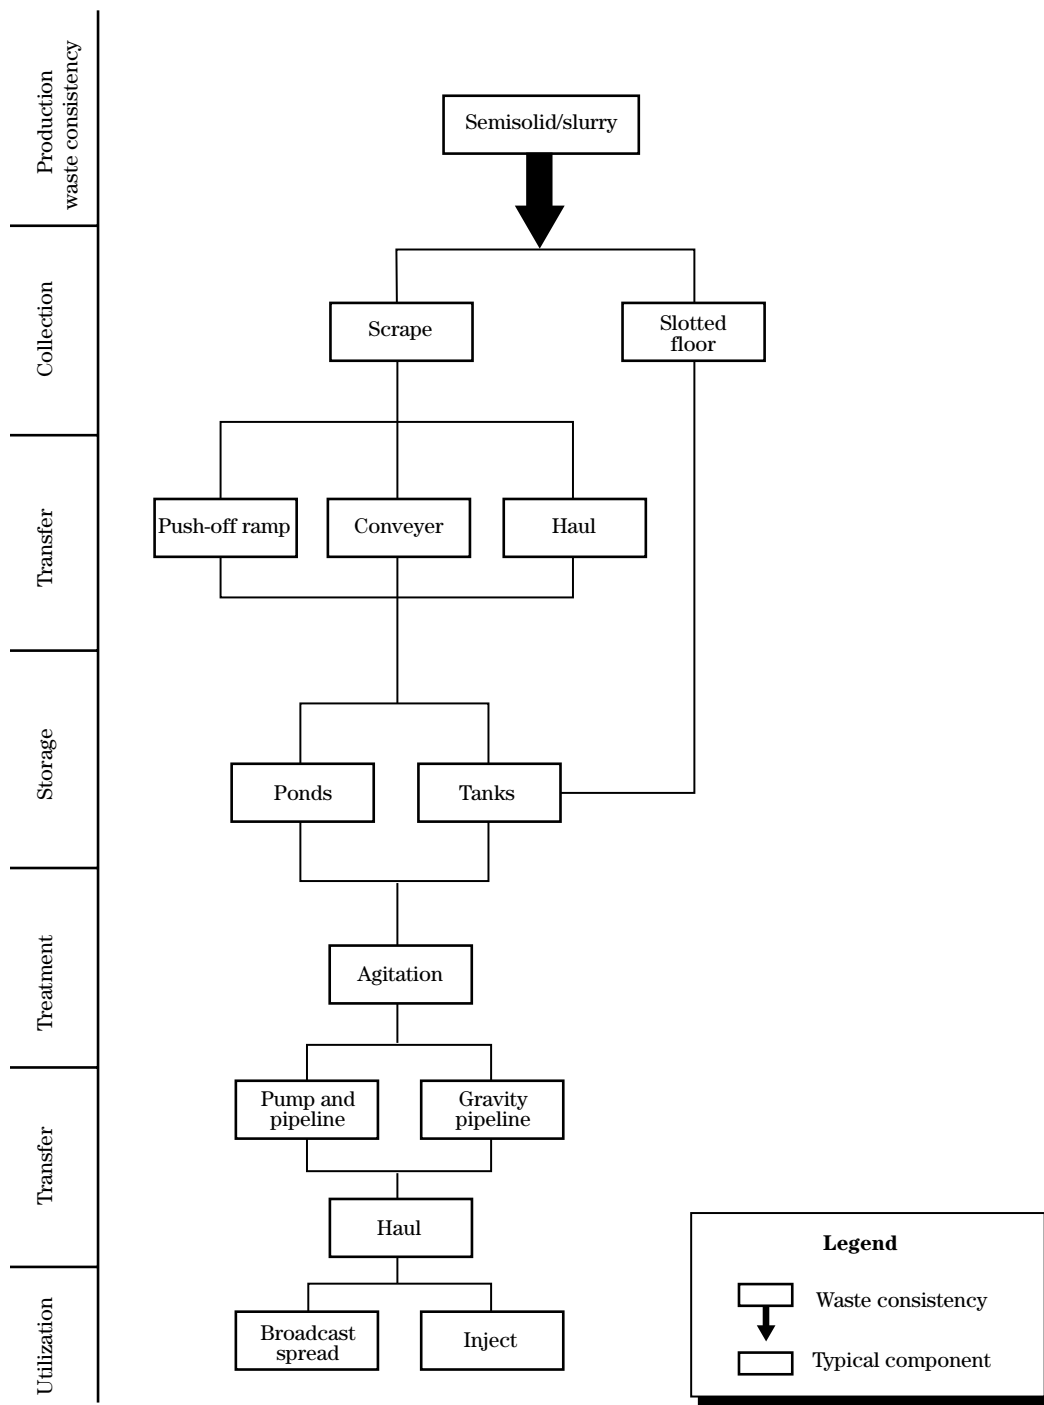 Production
waste consistency
Semisolid/slurry
Collection
Scrape
Slotted
floor
Transfer
Push-off ramp
Conveyer
Haul
Storage
Ponds
Tanks
Treatment
Agitation
Transfer
Pump and
pipeline
Gravity
pipeline
Haul
Utilization
Broadcast
spread
Inject
Legend
Waste consistency
Typical component